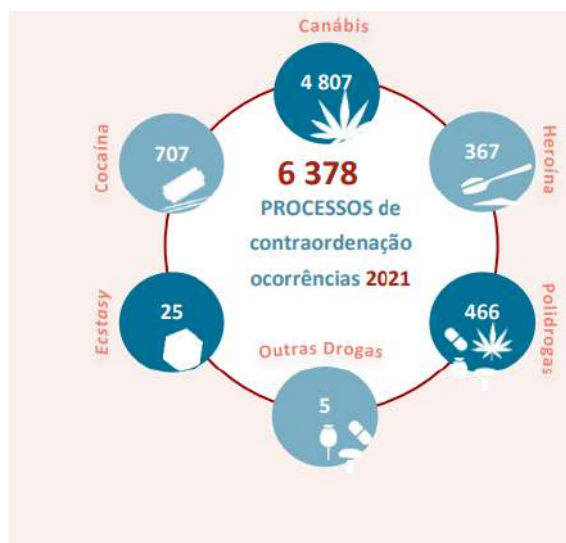 Canábis
4 807
Cocaína
707
Heroína
367
6 378
PROCESSOS de
contraordenação
ocorrências 2021
Ecstasy
25
Polidrogas
466
Outras Drogas
5